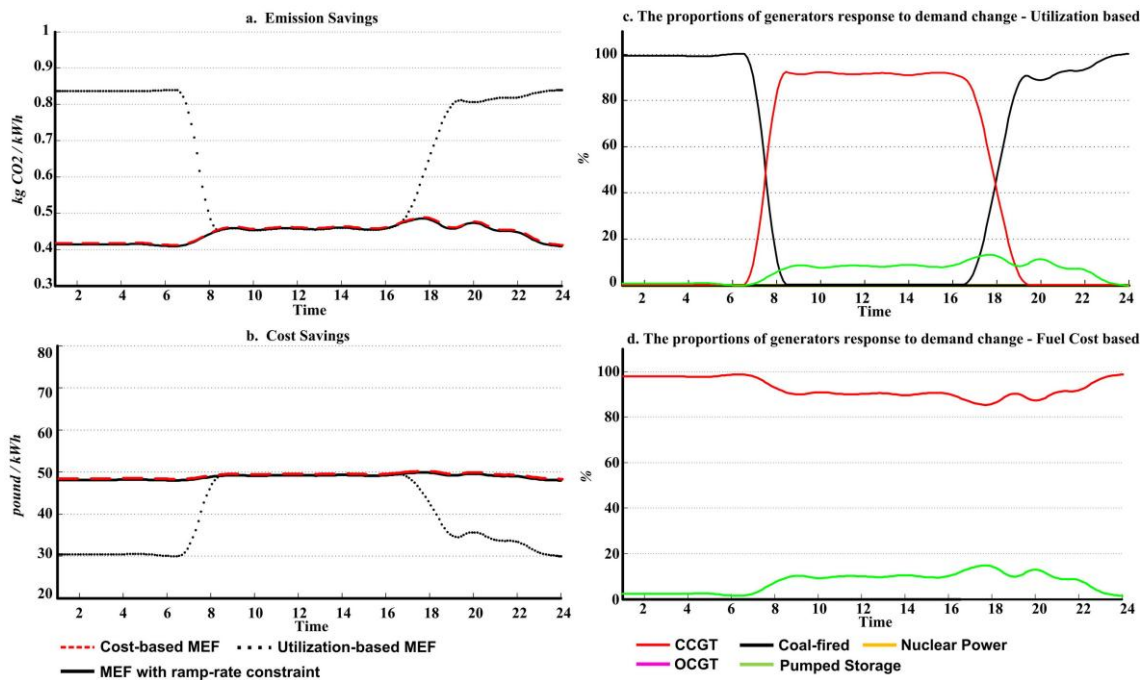 a. Emission Savings
1
0.9
0.8
0.7
0.6
0.5
0.4
0.3
kg CO2 / kWh
2 4 6 8 10 12 14 16 18 20 22 24
Time
b. Cost Savings
80
70
60
50
40
30
20
pound / kWh
2 4 6 8 10 12 14 16 18 20 22 24
Time
Cost-based MEF
Utilization-based MEF
MEF with ramp-rate constraint
c. The proportions of generators response to demand change - Utilization based
100
80
60
40
20
0
%
2 4 6 8 10 12 14 16 18 20 22 24
Time
d. The proportions of generators response to demand change - Fuel Cost based
100
80
60
40
20
0
%
2 4 6 8 10 12 14 16 18 20 22 24
Time
CCGT
Coal-fired
Nuclear Power
OCGT
Pumped Storage